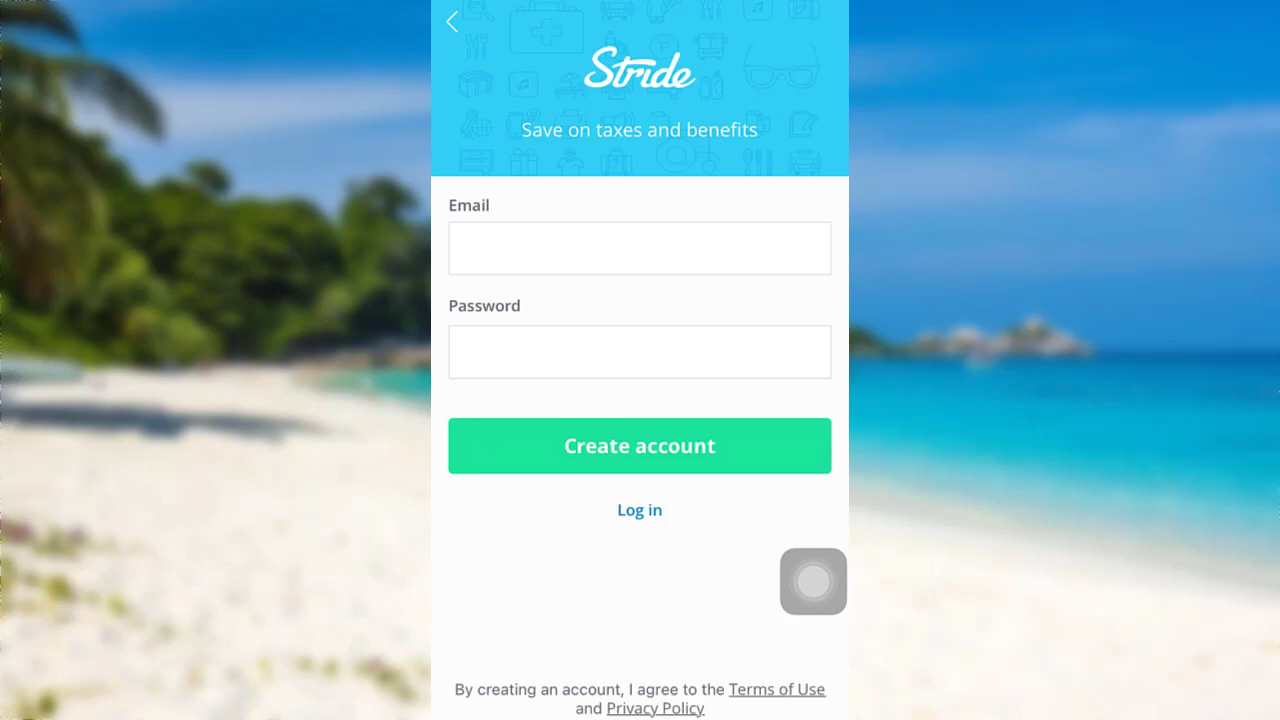 Stride
Save on taxes and benefits
Email
Password
Create account
Log in
By creating an account, I agree to the Terms of Use
and Privacy Policy